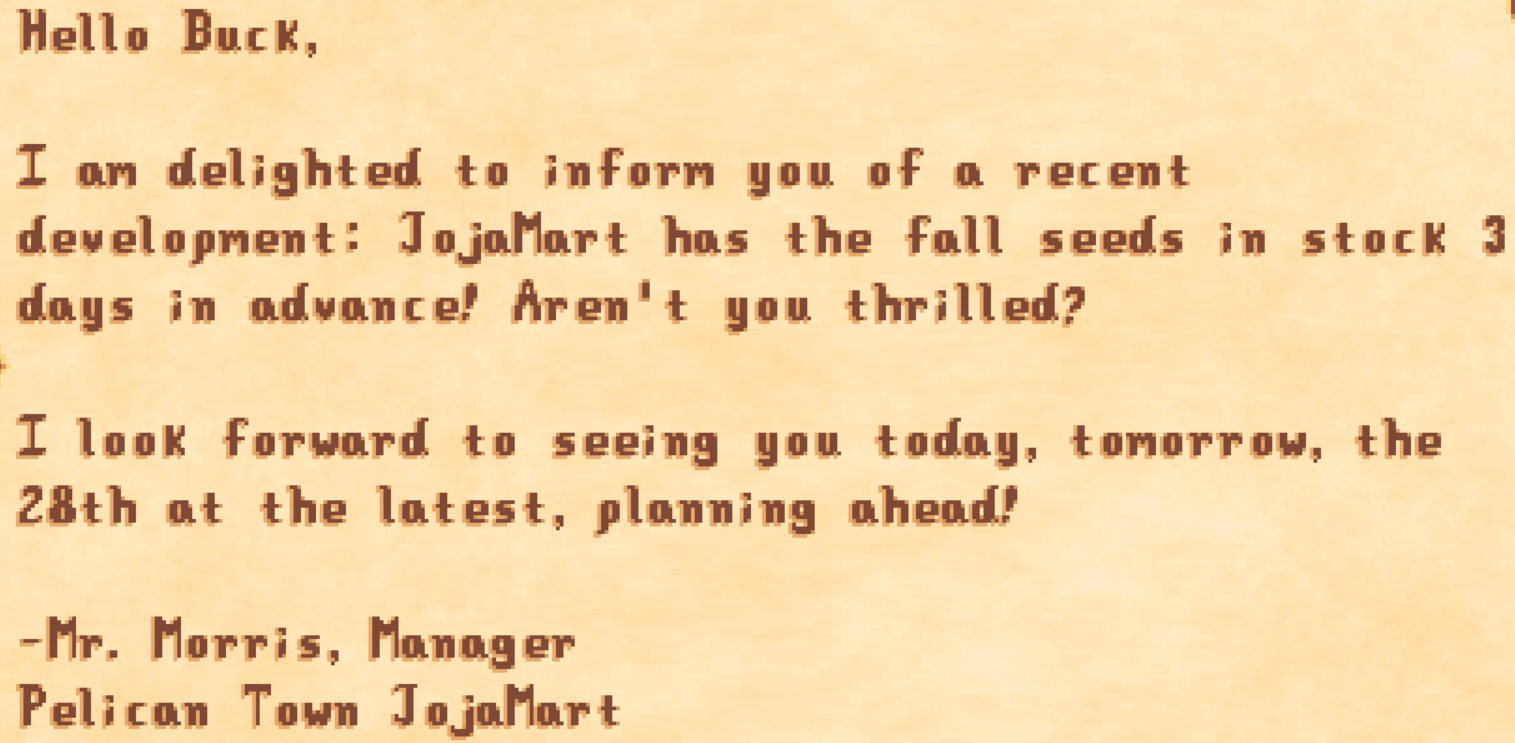 Hello Buck,
I am delighted to inform you of a recent
development: JojaMart has the fall seeds in stock 3
days in advance! Aren't you thrilled?
I look forward to seeing you today, tomorrow, the
28th at the latest, planning ahead!
-Mr. Morris, Manager
Pelican Town JojaMart